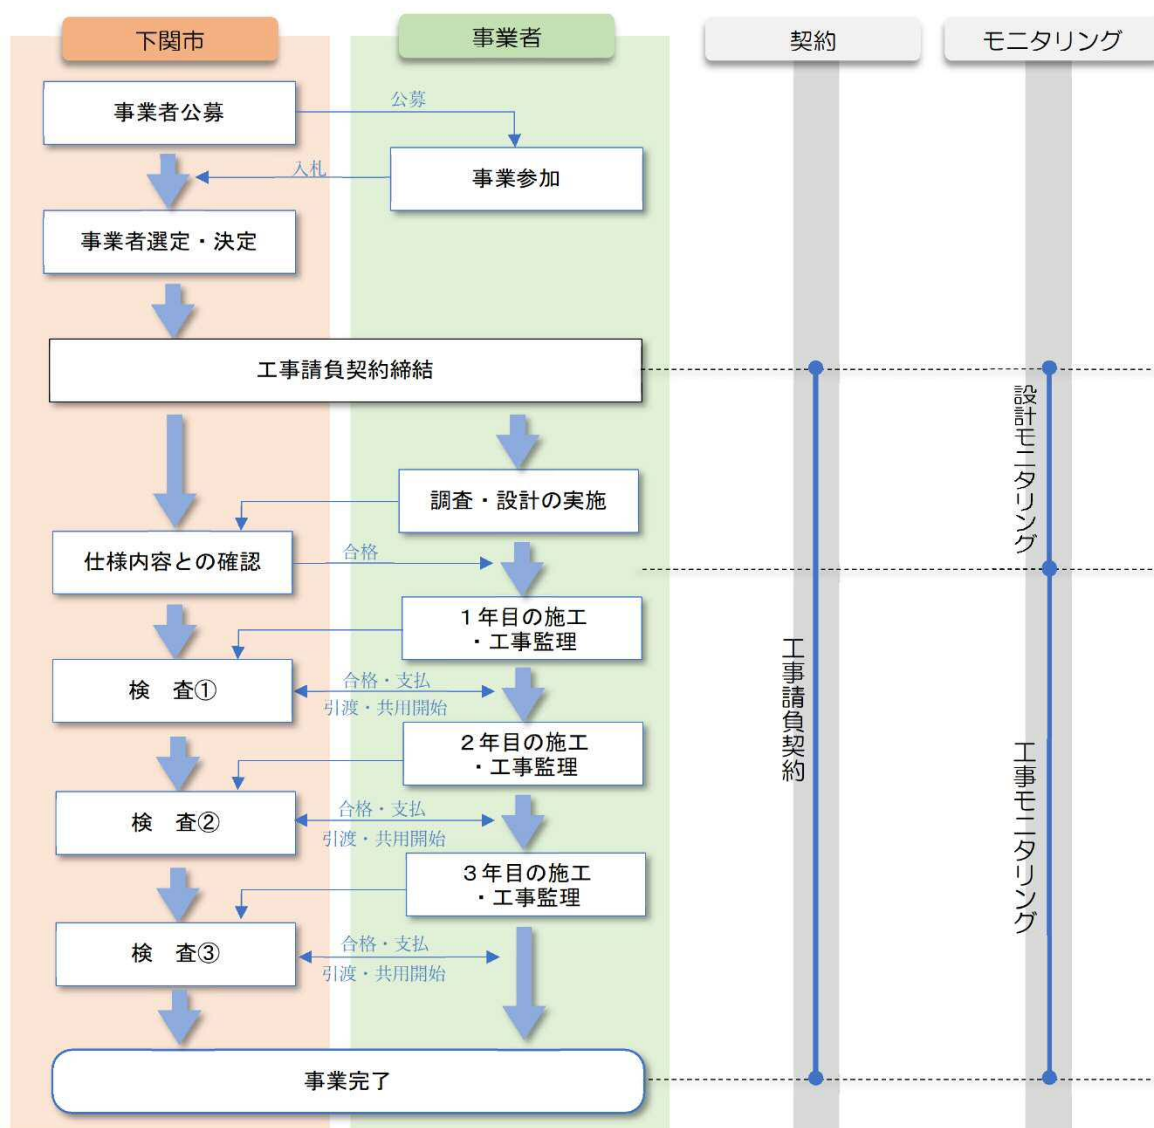 下関市
事業者
契約
モニタリング
事業者公募
公募
事業参加
入札
事業者選定・決定
工事請負契約締結
調査・設計の実施
設計モニタリング
仕様内容との確認
合格
1年目の施工
・工事監理
検　査①
合格・支払
引渡・共用開始
工事請負契約
2年目の施工
・工事監理
工事モニタリング
検　査②
合格・支払
引渡・共用開始
3年目の施工
・工事監理
検　査③
合格・支払
引渡・共用開始
事業完了